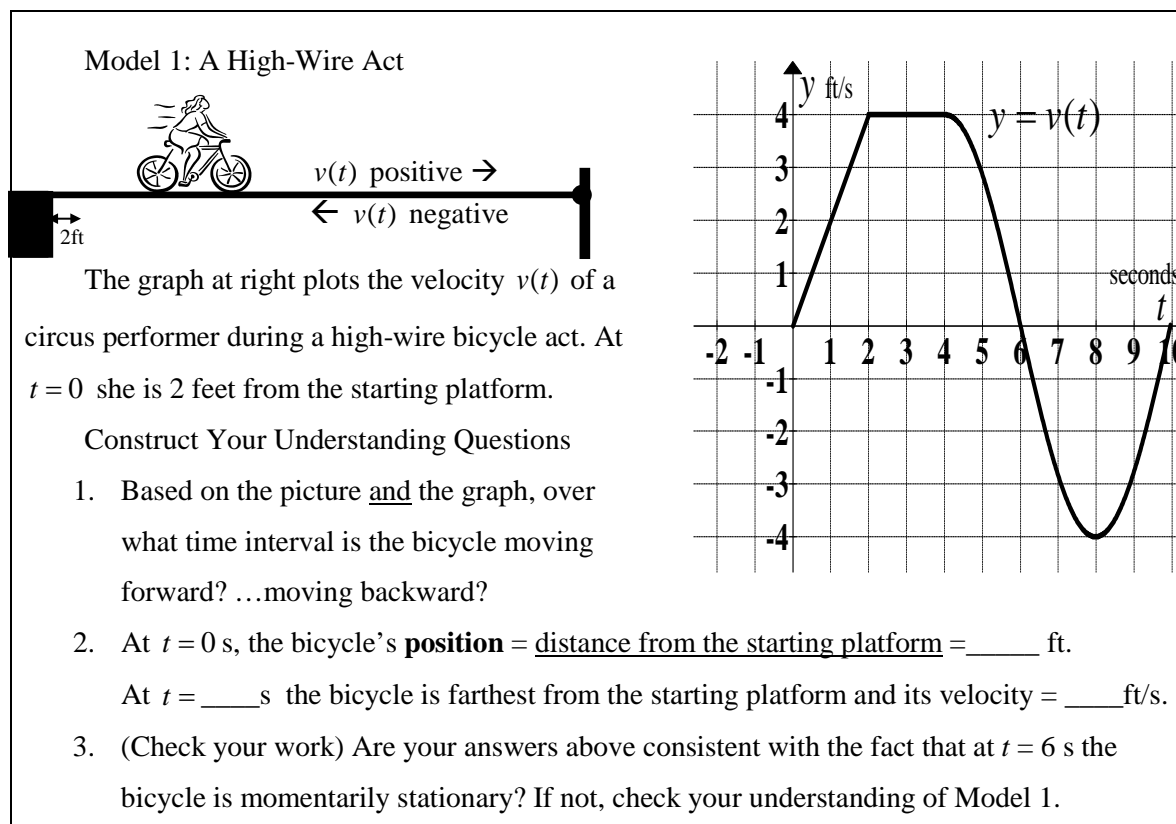 Model 1: A High-Wire Act
v(t) positive →
← v(t) negative
2ft
The graph at right plots the velocity v(t) of a
circus performer during a high-wire bicycle act. At
t = 0 she is 2 feet from the starting platform.
Construct Your Understanding Questions
1. Based on the picture and the graph, over
what time interval is the bicycle moving
forward? …moving backward?
y ft/s
y = v(t)
4
3
2
1
seconds
t
-2 -1 1 2 3 4 5 6 7 8 9
-1
-2
-3
-4
2. At t = 0 s, the bicycle's position = distance from the starting platform =_____ ft.
At t = ____s the bicycle is farthest from the starting platform and its velocity = ____ft/s.
3. (Check your work) Are your answers above consistent with the fact that at t = 6 s the
bicycle is momentarily stationary? If not, check your understanding of Model 1.